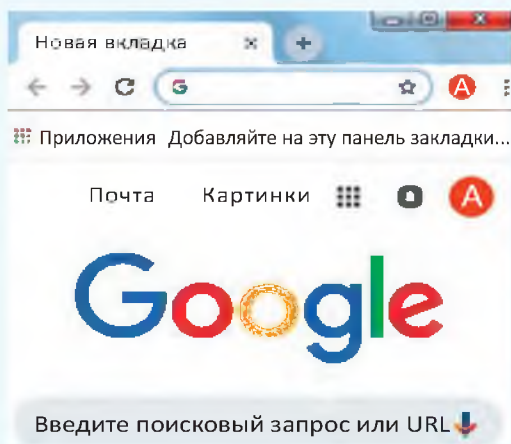 Новая вкладка
A
Приложения Добавляйте на эту панель закладки...
Почта Картинки A
Google
Введите поисковый запрос или URL